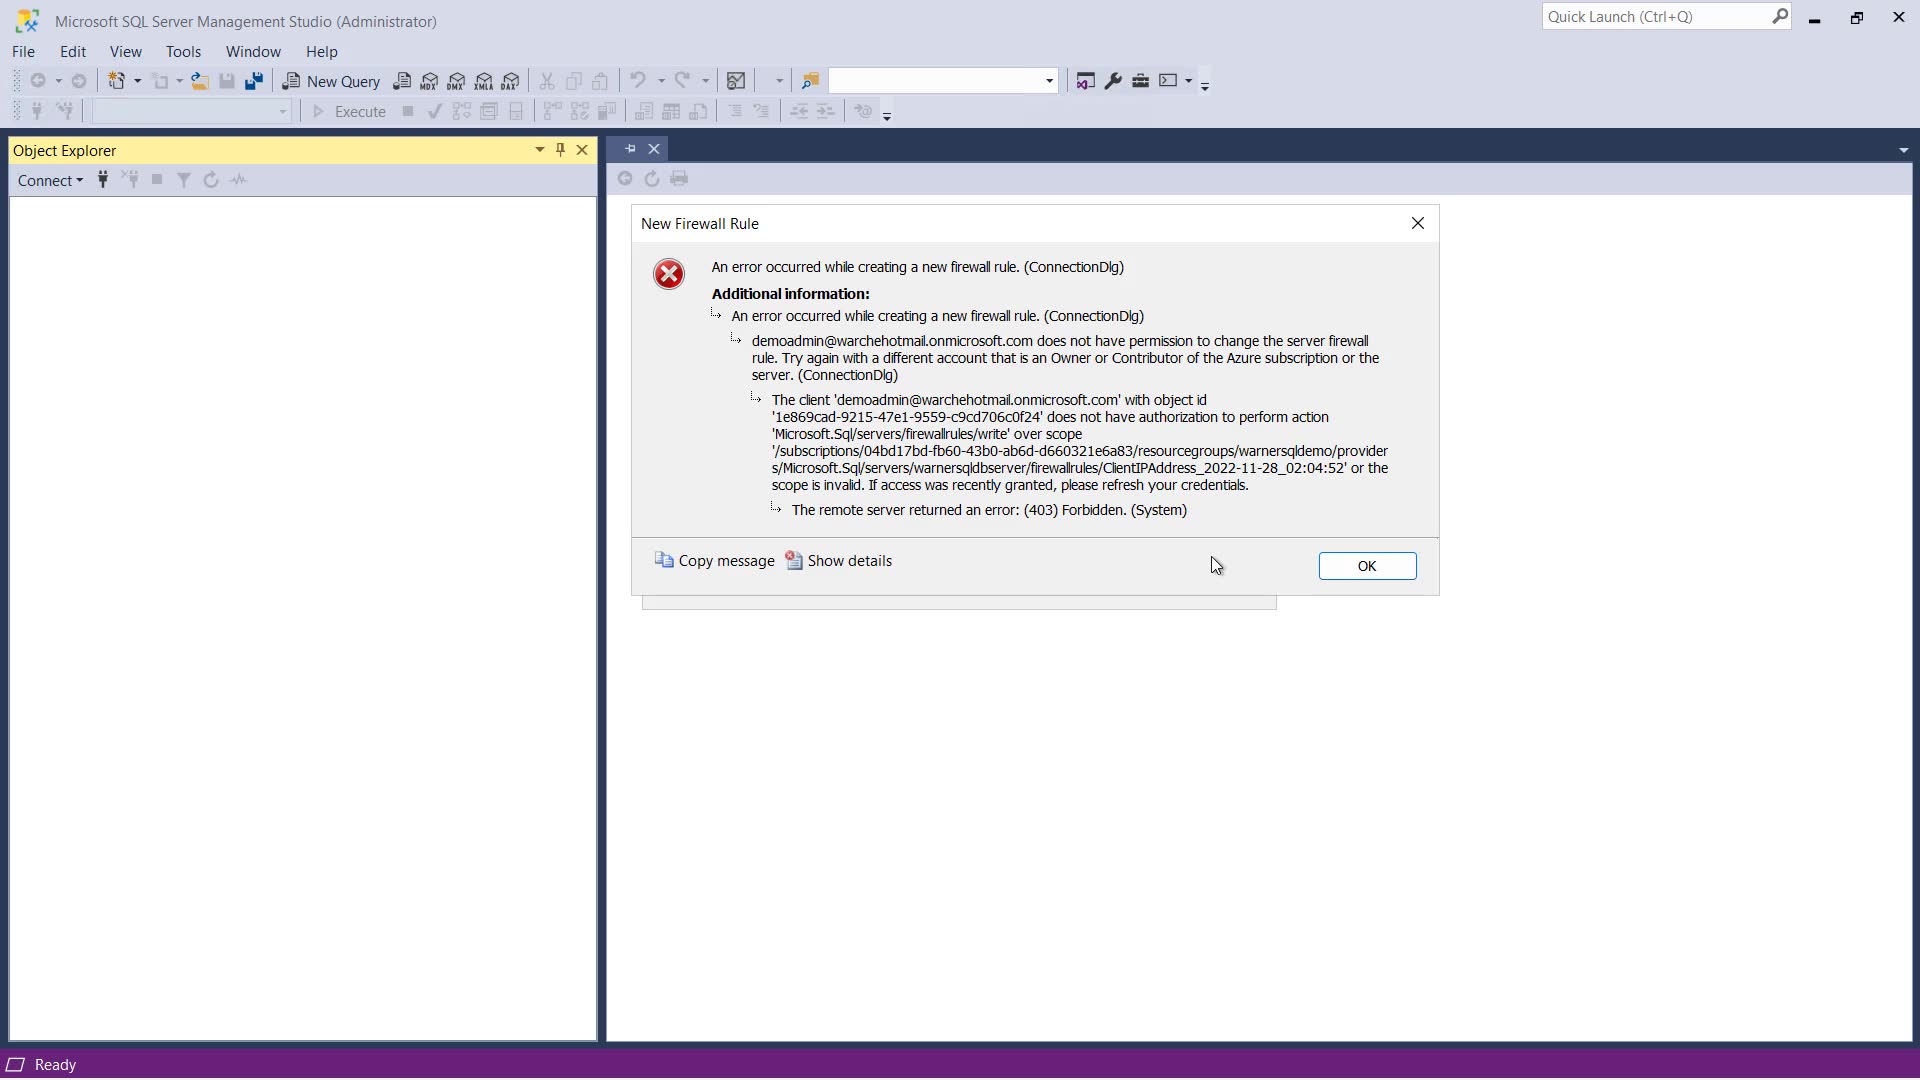 Microsoft SQL Server Management Studio (Administrator)
Quick Launch (Ctrl+Q)
File Edit View Tools Window Help
New Query MDX DMX XMLA DAX
Execute
Object Explorer
Connect
New Firewall Rule
An error occurred while creating a new firewall rule. (ConnectionDlg)
Additional information:
An error occurred while creating a new firewall rule. (ConnectionDlg)
demoadmin@warchehotmail.onmicrosoft.com does not have permission to change the server firewall
rule. Try again with a different account that is an Owner or Contributor of the Azure subscription or the
server. (ConnectionDlg)
The client 'demoadmin@warchehotmail.onmicrosoft.com' with object id
'1e869cad-9215-47e1-9559-c9cd706c0f24' does not have authorization to perform action
'Microsoft.Sql/servers/firewallrules/write' over scope
'/subscriptions/04bd17bd-fb60-43b0-ab6d-d660321e6a83/resourcegroups/warnersqldemo/provider
s/Microsoft.Sql/servers/warnersqldbserver/firewallrules/ClientIPAddress_2022-11-28_02:04:52' or the
scope is invalid. If access was recently granted, please refresh your credentials.
The remote server returned an error: (403) Forbidden. (System)
Copy message Show details
OK
Ready